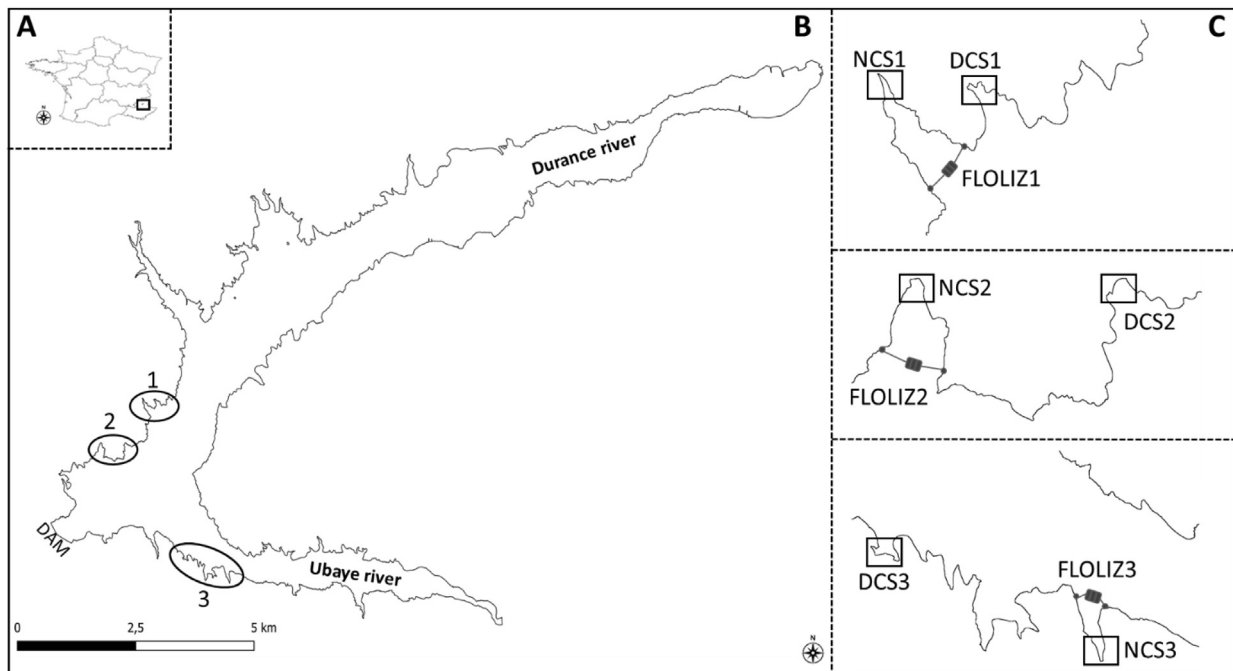 A
N
B
Durance river
1
2
DAM
3
Ubaye river
0
2,5
5 km
N
C
NCS1
DCS1
FLOLIZ1
NCS2
DCS2
FLOLIZ2
DCS3
FLOLIZ3
NCS3